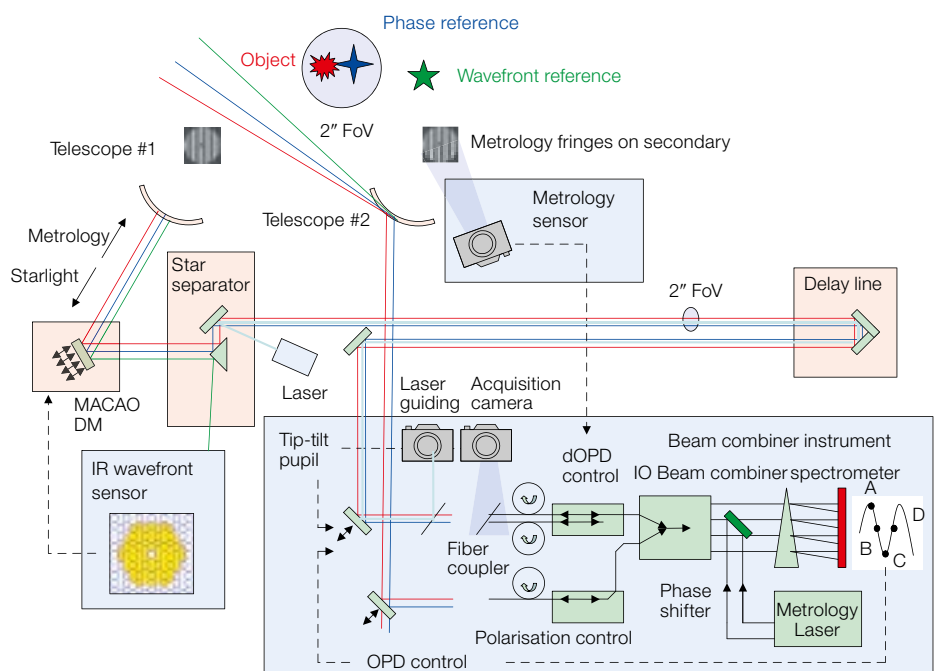 Phase reference
Object
Wavefront reference
2″ FoV
Telescope #1
Metrology fringes on secondary
Telescope #2
Metrology
sensor
Metrology
Starlight
Star
separator
2″ FoV
Delay line
Laser
MACAO
DM
Laser
guiding
Acquisition
camera
Tip-tilt
pupil
Beam combiner instrument
dOPD
control
IO Beam combiner
spectrometer
IR wavefront
sensor
A
D
B
C
Fiber
coupler
Phase
shifter
Metrology
Laser
Polarisation control
OPD control